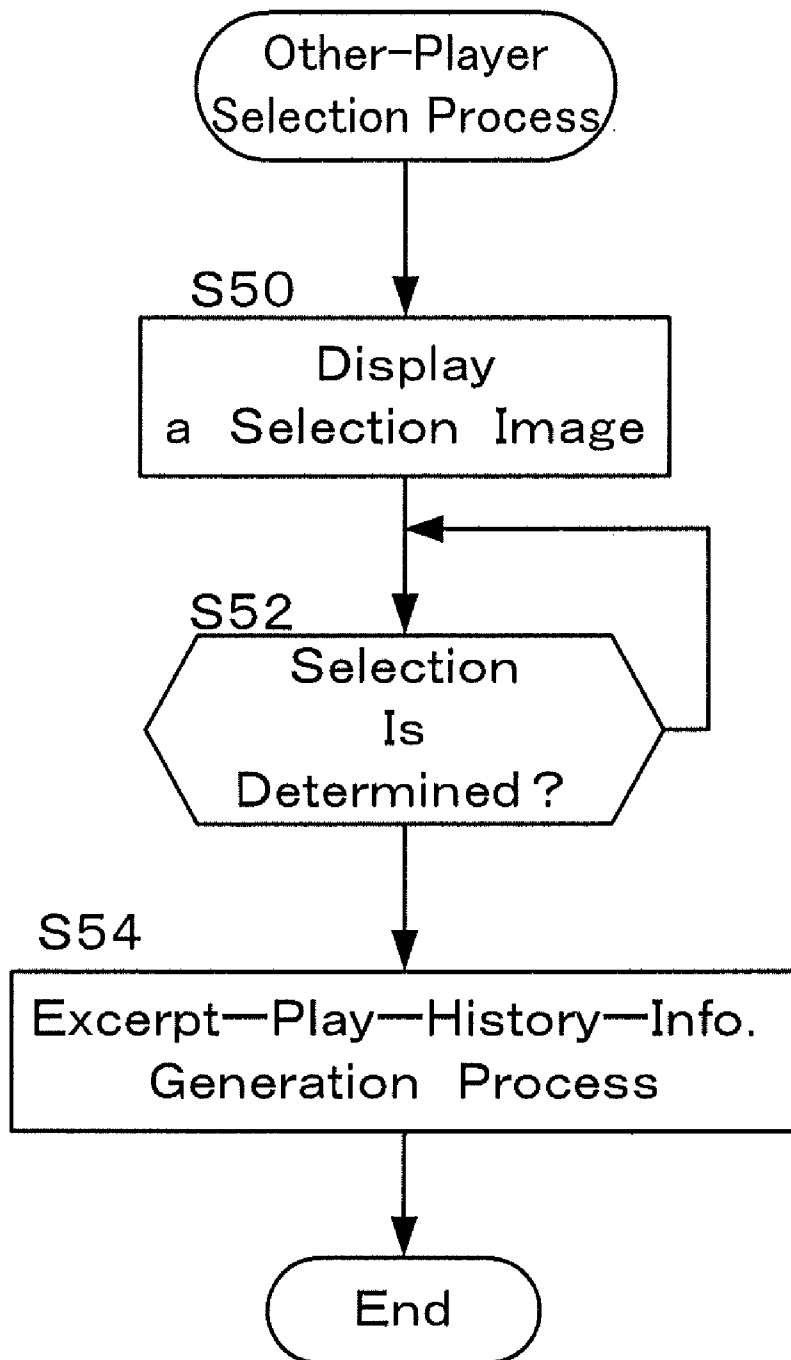 Other-Player
Selection Process
S50
Display
a Selection Image
S52
Selection
Is
Determined?
S54
Excerpt—Play—History—Info.
Generation Process
End